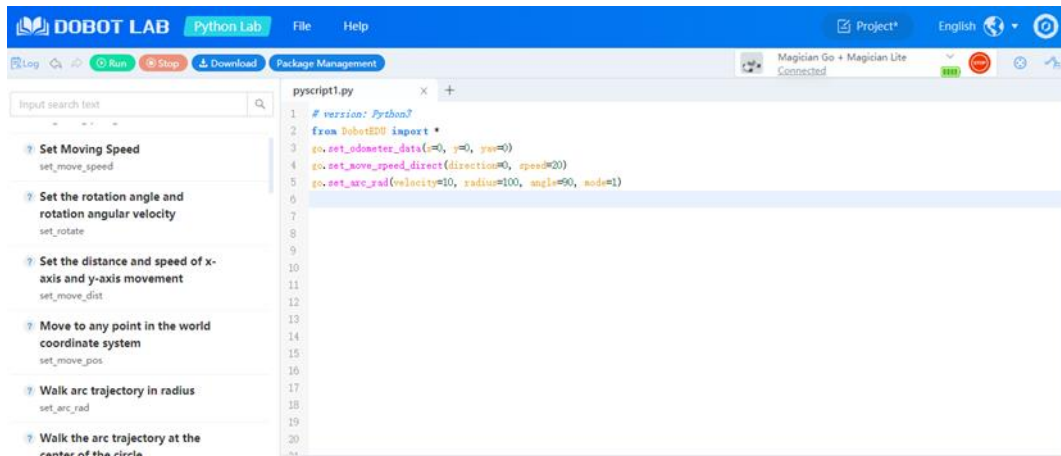 DOBOT LAB Python Lab File Help Project* English
Log Run Stop Download Package Management Magician Go + Magician Lite
Connected
STOP
Input search text
pyscript1.py × +
Set Moving Speed
set_move_speed
Set the rotation angle and
rotation angular velocity
set_rotate
Set the distance and speed of x-
axis and y-axis movement
set_move_dist
Move to any point in the world
coordinate system
set_move_pos
Walk arc trajectory in radius
set_arc_rad
Walk the arc trajectory at the
center of the circle
1 # version: Python3
2 from DobotEDU import *
3 go.set_odometer_data(x=0, y=0, yaw=0)
4 go.set_move_speed_direct(direction=0, speed=20)
5 go.set_arc_rad(velocity=10, radius=100, angle=90, mode=1)
6
7
8
9
10
11
12
13
14
15
16
17
18
19
20
21